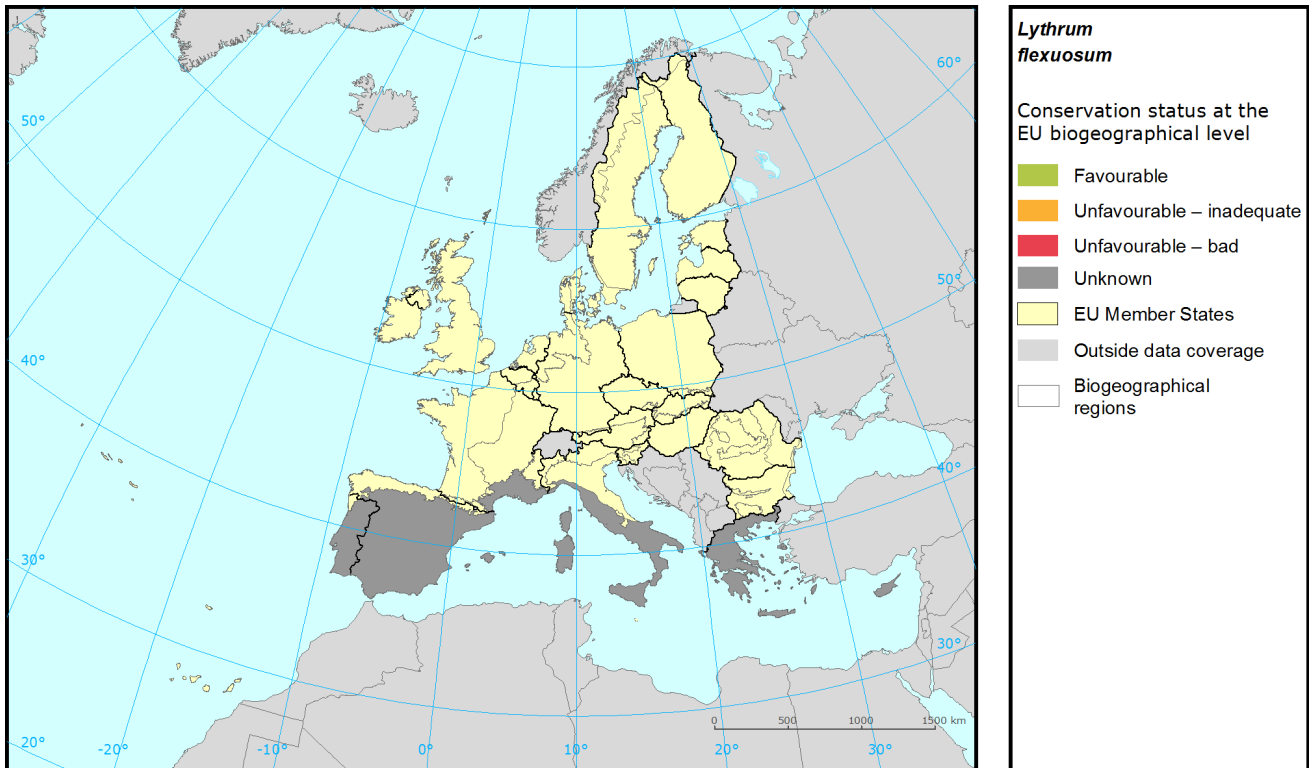 60°
50°
50°
40°
40°
30°
30°
20°
-20°
-10°
0°
10°
20°
30°
0 500 1000 1500 km
Lythrum
flexuosum
Conservation status at the
EU biogeographical level
Favourable
Unfavourable – inadequate
Unfavourable – bad
Unknown
EU Member States
Outside data coverage
Biogeographical
regions